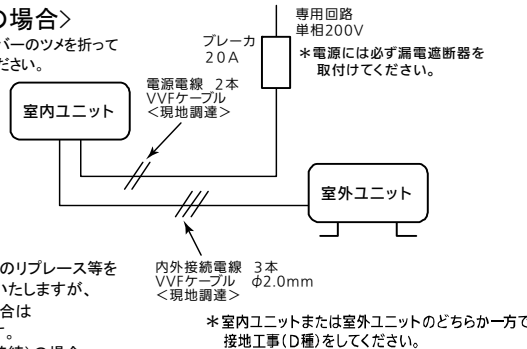 の場合>
バーのツメを折って
ださい。
専用回路
単相200V
ブレーカ
20A
＊電源には必ず漏電遮断器を
取付けてください。
電源電線 2本
VVFケーブル
<現地調達>
室内ユニット
室外ユニット
のリプレース等を
いたしますが、
合は
す。
内外接続電線 3本
VVFケーブル φ2.0mm
<現地調達>
＊室内ユニットまたは室外ユニットのどちらか一方で
接地工事(D種)をしてください。